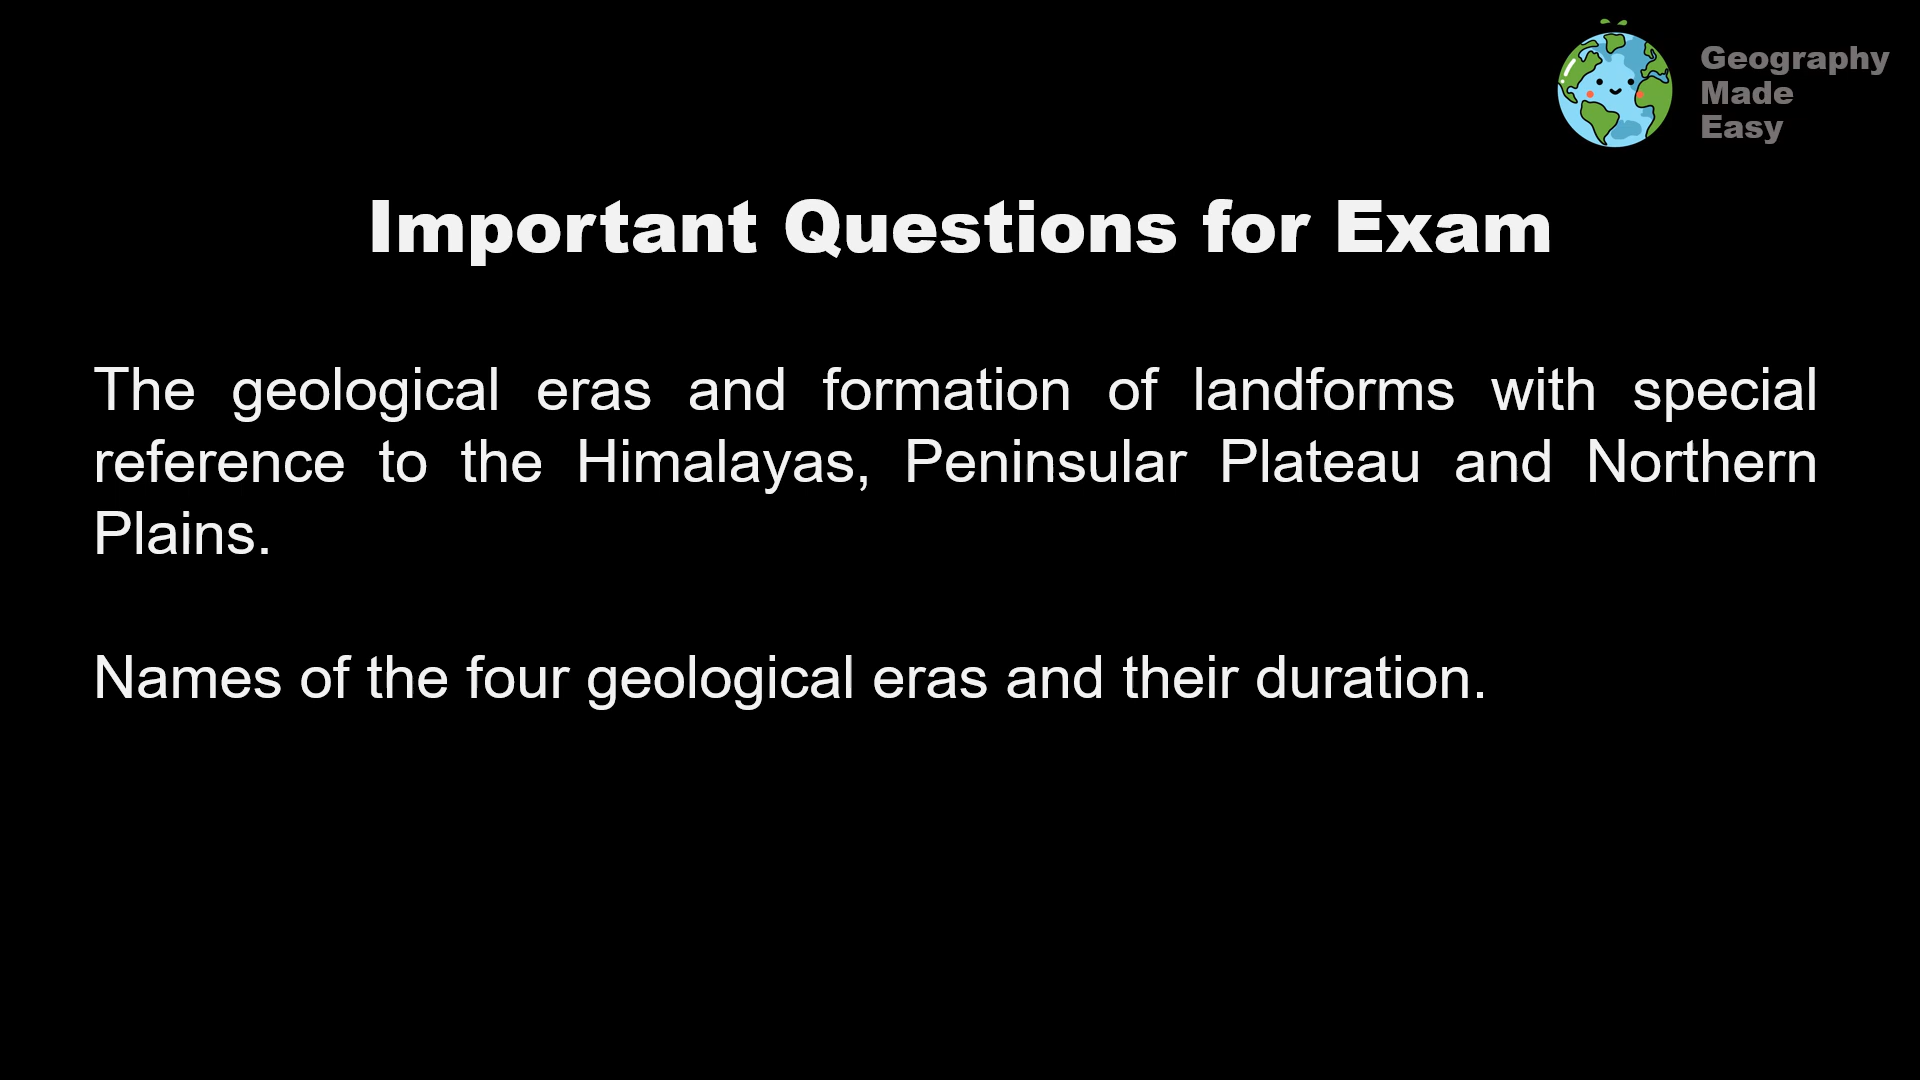 Geography
Made
Easy
Important Questions for Exam
The geological eras and formation of landforms with special
reference to the Himalayas, Peninsular Plateau and Northern
Plains.
Names of the four geological eras and their duration.